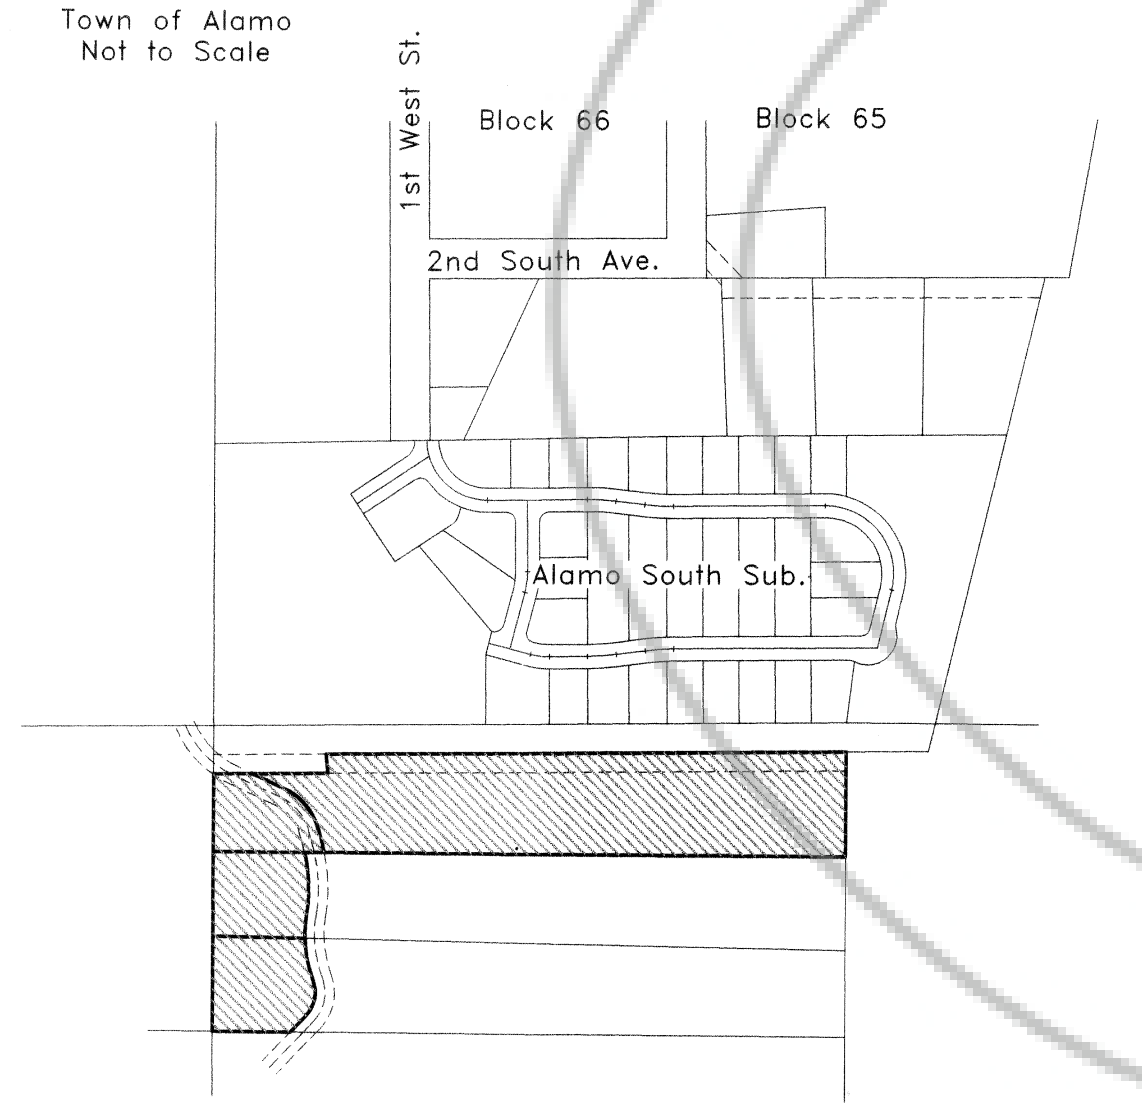 Town of Alamo
Not to Scale
1st West St.
Block 66
Block 65
2nd South Ave.
Alamo South Sub.